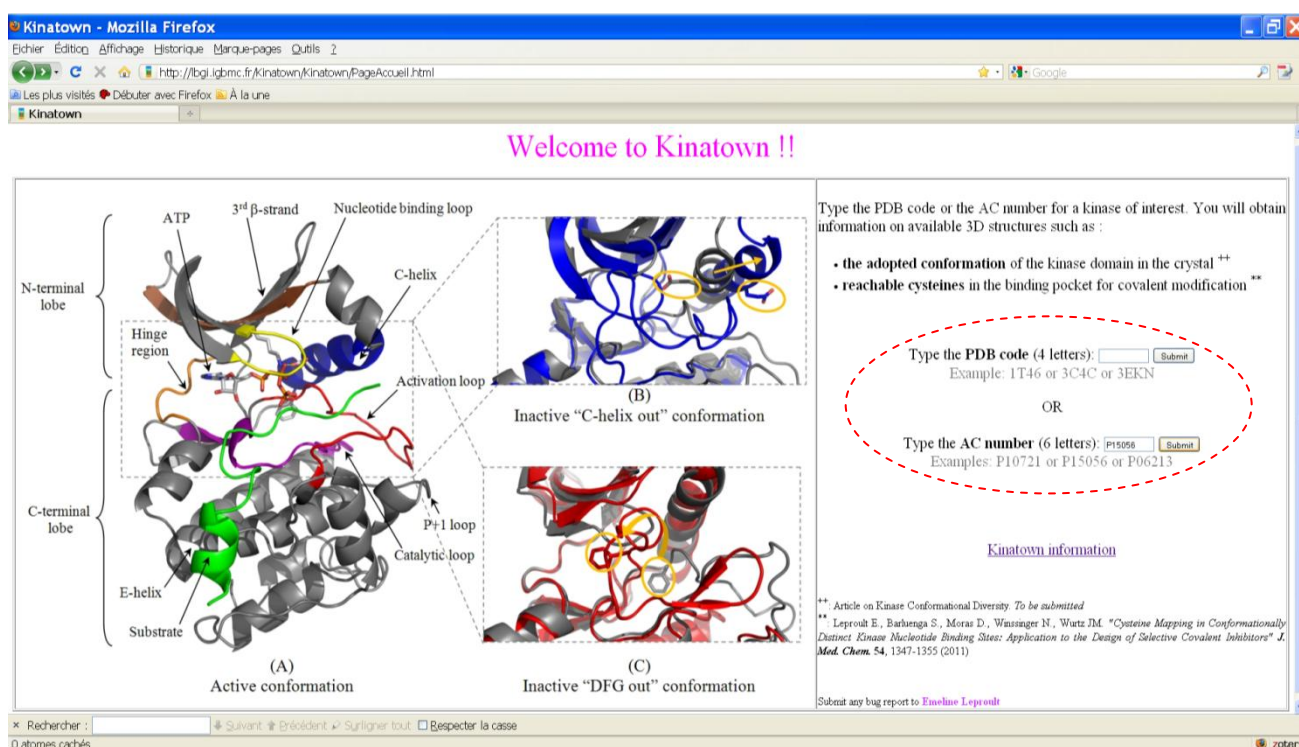 Kinatown - Mozilla Firefox
Eichier Édition Affichage Historique Marque-pages Outils ?
http://lbgi.igbmc.fr/Kinatown/Kinatown/PageAccueil.html
Google
Les plus visités Débuter avec Firefox À la une
Kinatown
Welcome to Kinatown !!
ATP
3rd β-strand
Nucleotide binding loop
C-helix
N-terminal
lobe
Hinge
region
Activation loop
C-terminal
lobe
P+1 loop
Catalytic loop
E-helix
Substrate
(A)
Active conformation
(B)
Inactive “C-helix out” conformation
(C)
Inactive “DFG out” conformation
Type the PDB code or the AC number for a kinase of interest. You will obtain
information on available 3D structures such as :
• the adopted conformation of the kinase domain in the crystal ++
• reachable cysteines in the binding pocket for covalent modification **
Type the PDB code (4 letters): Submit
Example: 1T46 or 3C4C or 3EKN
OR
Type the AC number (6 letters): P15056 Submit
Examples: P10721 or P15056 or P06213
Kinatown information
++: Article on Kinase Conformational Diversity. To be submitted
**: Leproult E., Barluenga S., Moras D., Winssinger N., Wurtz JM. "Cysteine Mapping in Conformationally
Distinct Kinase Nucleotide Binding Sites: Application to the Design of Selective Covalent Inhibitors" J.
Med. Chem. 54, 1347-1355 (2011)
Submit any bug report to Emeline Leproult
× Rechercher : Suivant Précédent Surligner tout Respecter la casse
0 atomes cachés
zoter